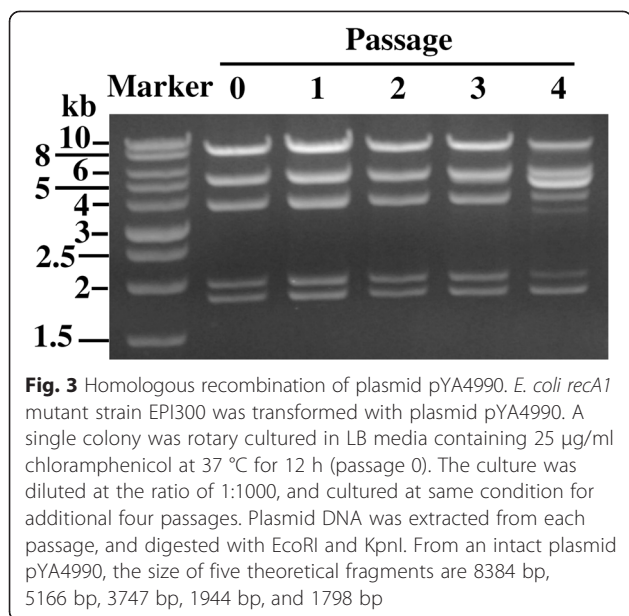 Passage
Marker 0 1 2 3 4
kb
10
8
6
5
4
3
2.5
2
1.5
Fig. 3 Homologous recombination of plasmid pYA4990. E. coli recA1
mutant strain EPI300 was transformed with plasmid pYA4990. A
single colony was rotary cultured in LB media containing 25 μg/ml
chloramphenicol at 37 °C for 12 h (passage 0). The culture was
diluted at the ratio of 1:1000, and cultured at same condition for
additional four passages. Plasmid DNA was extracted from each
passage, and digested with EcoRI and KpnI. From an intact plasmid
pYA4990, the size of five theoretical fragments are 8384 bp,
5166 bp, 3747 bp, 1944 bp, and 1798 bp